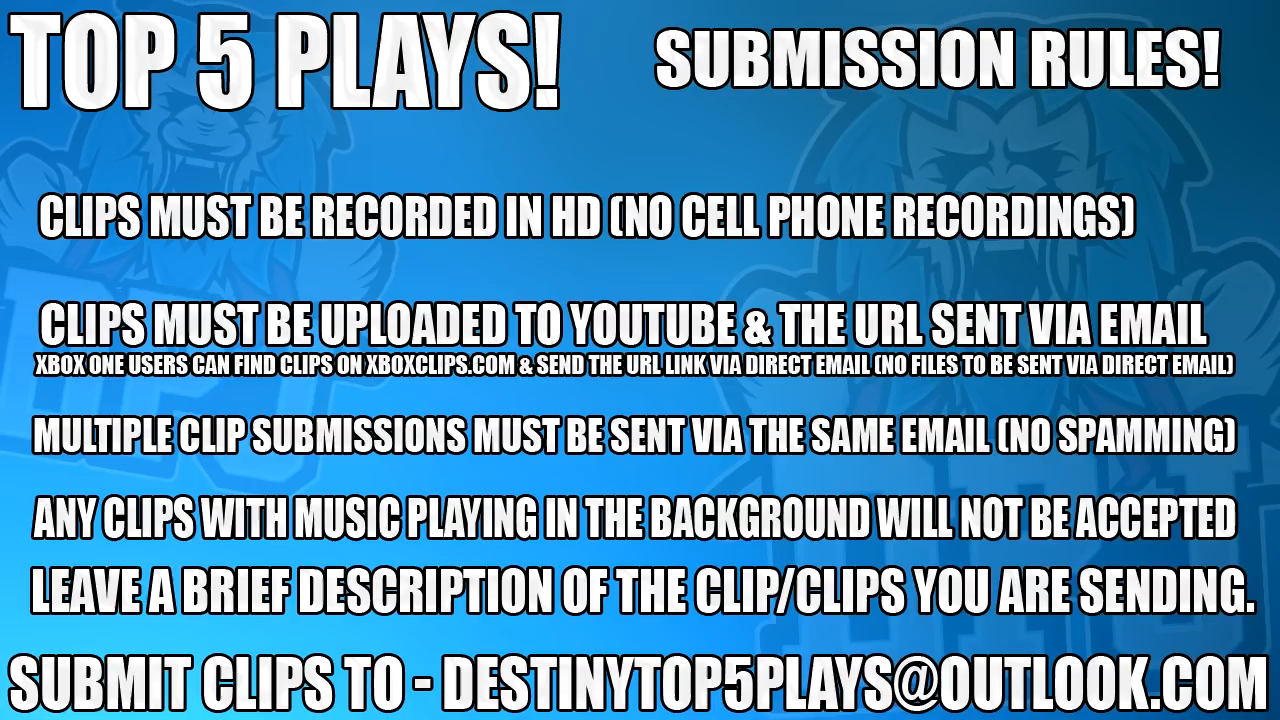 TOP 5 PLAYS!
SUBMISSION RULES!
CLIPS MUST BE RECORDED IN HD (NO CELL PHONE RECORDINGS)
CLIPS MUST BE UPLOADED TO YOUTUBE & THE URL SENT VIA EMAIL
XBOX ONE USERS CAN FIND CLIPS ON XBOXCLIPS.COM & SEND THE URL LINK VIA DIRECT EMAIL (NO FILES TO BE SENT VIA DIRECT EMAIL)
MULTIPLE CLIP SUBMISSIONS MUST BE SENT VIA THE SAME EMAIL (NO SPAMMING)
ANY CLIPS WITH MUSIC PLAYING IN THE BACKGROUND WILL NOT BE ACCEPTED
LEAVE A BRIEF DESCRIPTION OF THE CLIP/CLIPS YOU ARE SENDING.
SUBMIT CLIPS TO - DESTINYTOP5PLAYS@OUTLOOK.COM